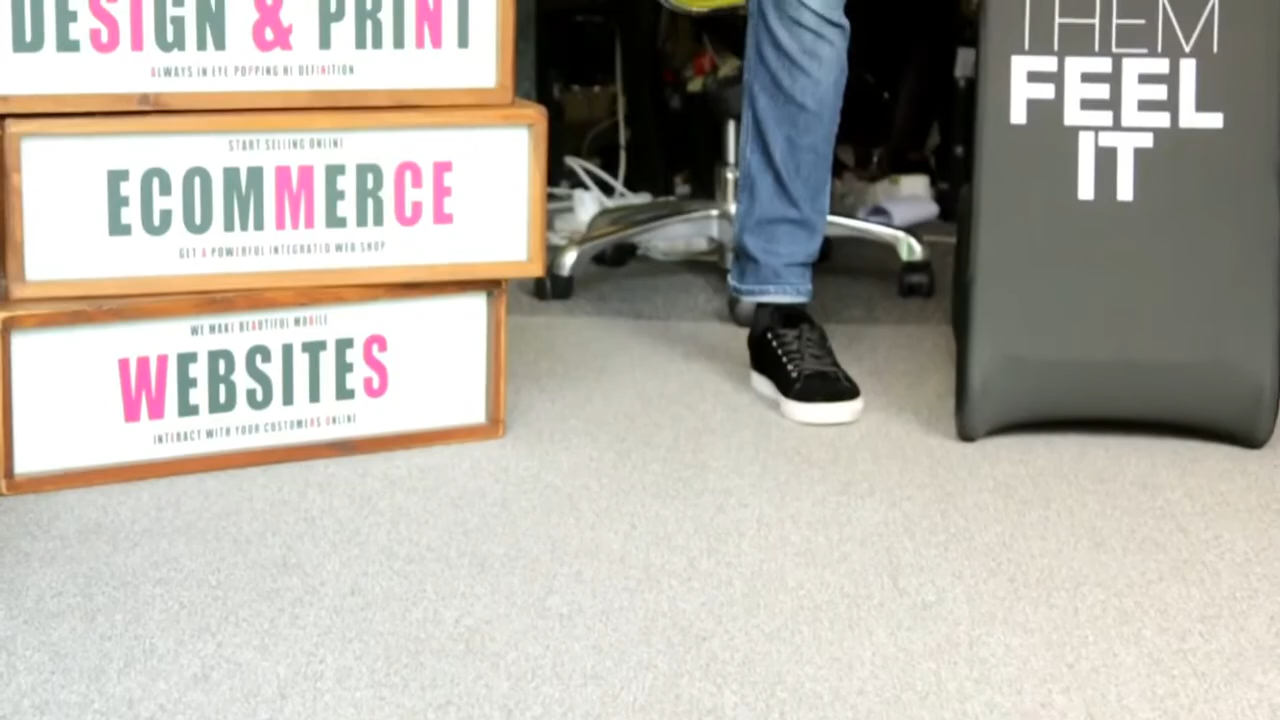 DESIGN & PRINT
ALWAYS IN EYE POPPING HI DEFINITION
START SELLING ONLINE
ECOMMERCE
GET A POWERFUL INTEGRATED WEB SHOP
WE MAKE BEAUTIFUL MOBILE
WEBSITES
INTERACT WITH YOUR CUSTOMERS ONLINE
THEM
FEEL
IT